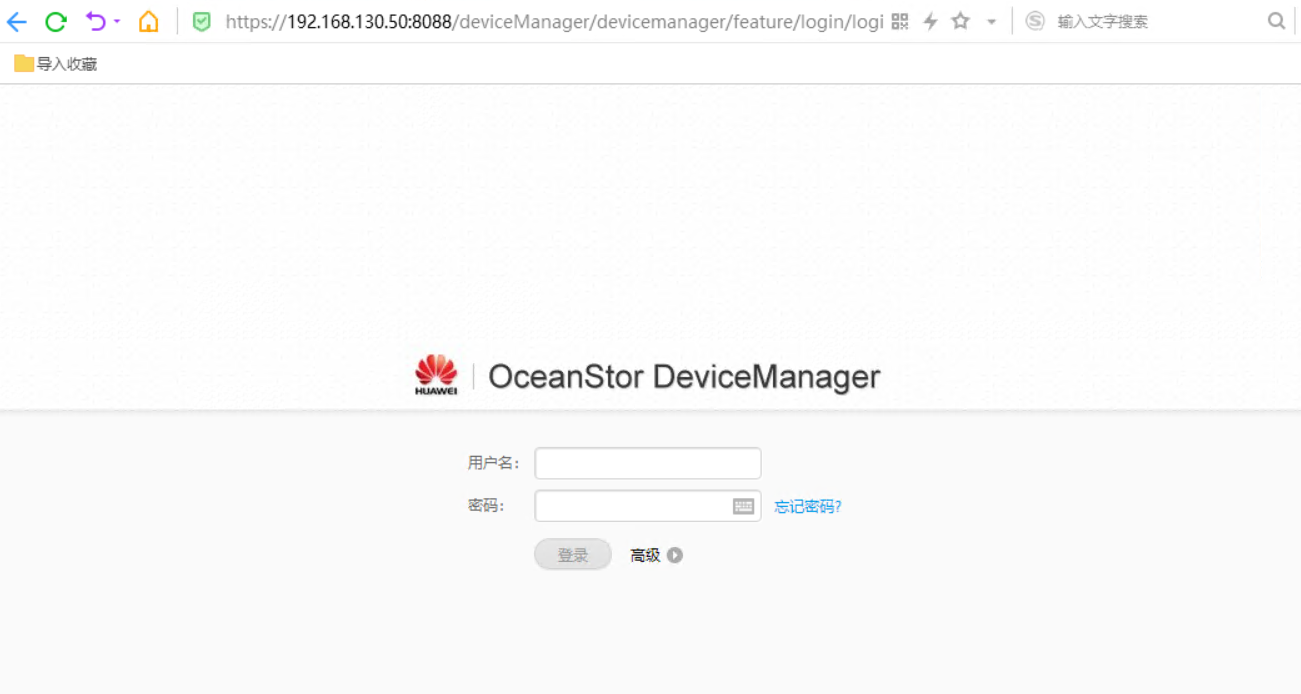 https://192.168.130.50:8088/deviceManager/devicemanager/feature/login/logi
输入文字搜索
导入收藏
HUAWEI
OceanStor DeviceManager
用户名:
密码:
忘记密码?
登录
高级